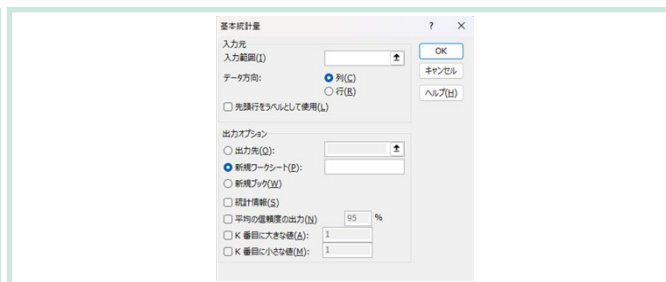 基本統計量 ? ×
入力元
入力範囲(I)
データ方向: 列(C)
行(R)
先頭行をラベルとして使用(L)
OK
キャンセル
ヘルプ(H)
出力オプション
出力先(O):
新規ワークシート(P):
新規ブック(W)
統計情報(S)
平均の信頼度の出力(N) 95 %
K 番目に大きな値(A): 1
K 番目に小さな値(M): 1